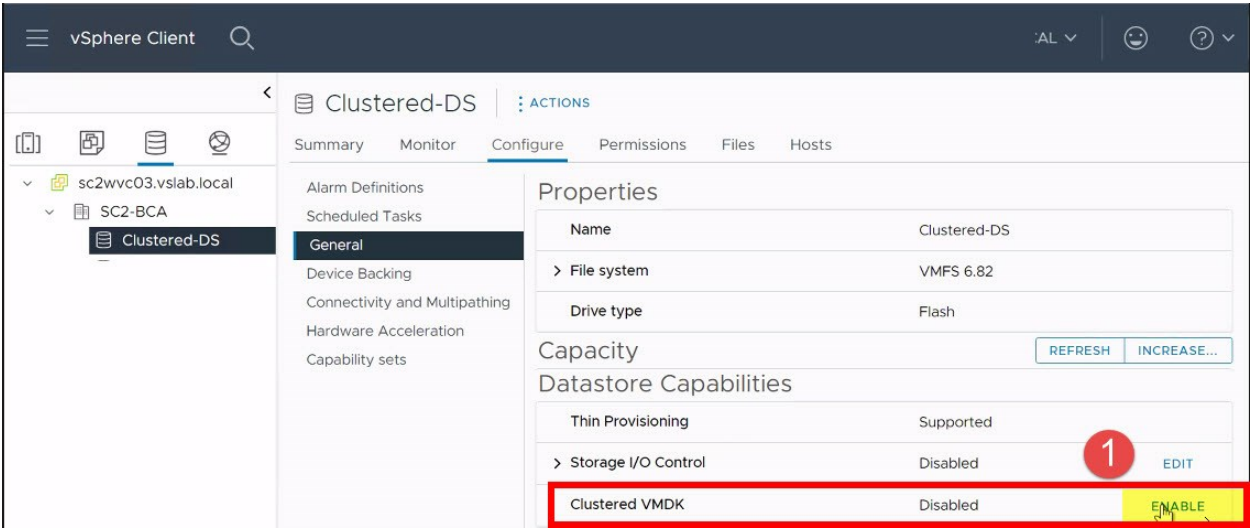 vSphere Client
:AL
Clustered-DS
ACTIONS
Summary Monitor Configure Permissions Files Hosts
sc2wvc03.vslab.local
SC2-BCA
Clustered-DS
Alarm Definitions
Scheduled Tasks
General
Device Backing
Connectivity and Multipathing
Hardware Acceleration
Capability sets
Properties
Name Clustered-DS
File system VMFS 6.82
Drive type Flash
Capacity REFRESH INCREASE...
Datastore Capabilities
Thin Provisioning Supported
Storage I/O Control Disabled EDIT
1
Clustered VMDK Disabled ENABLE